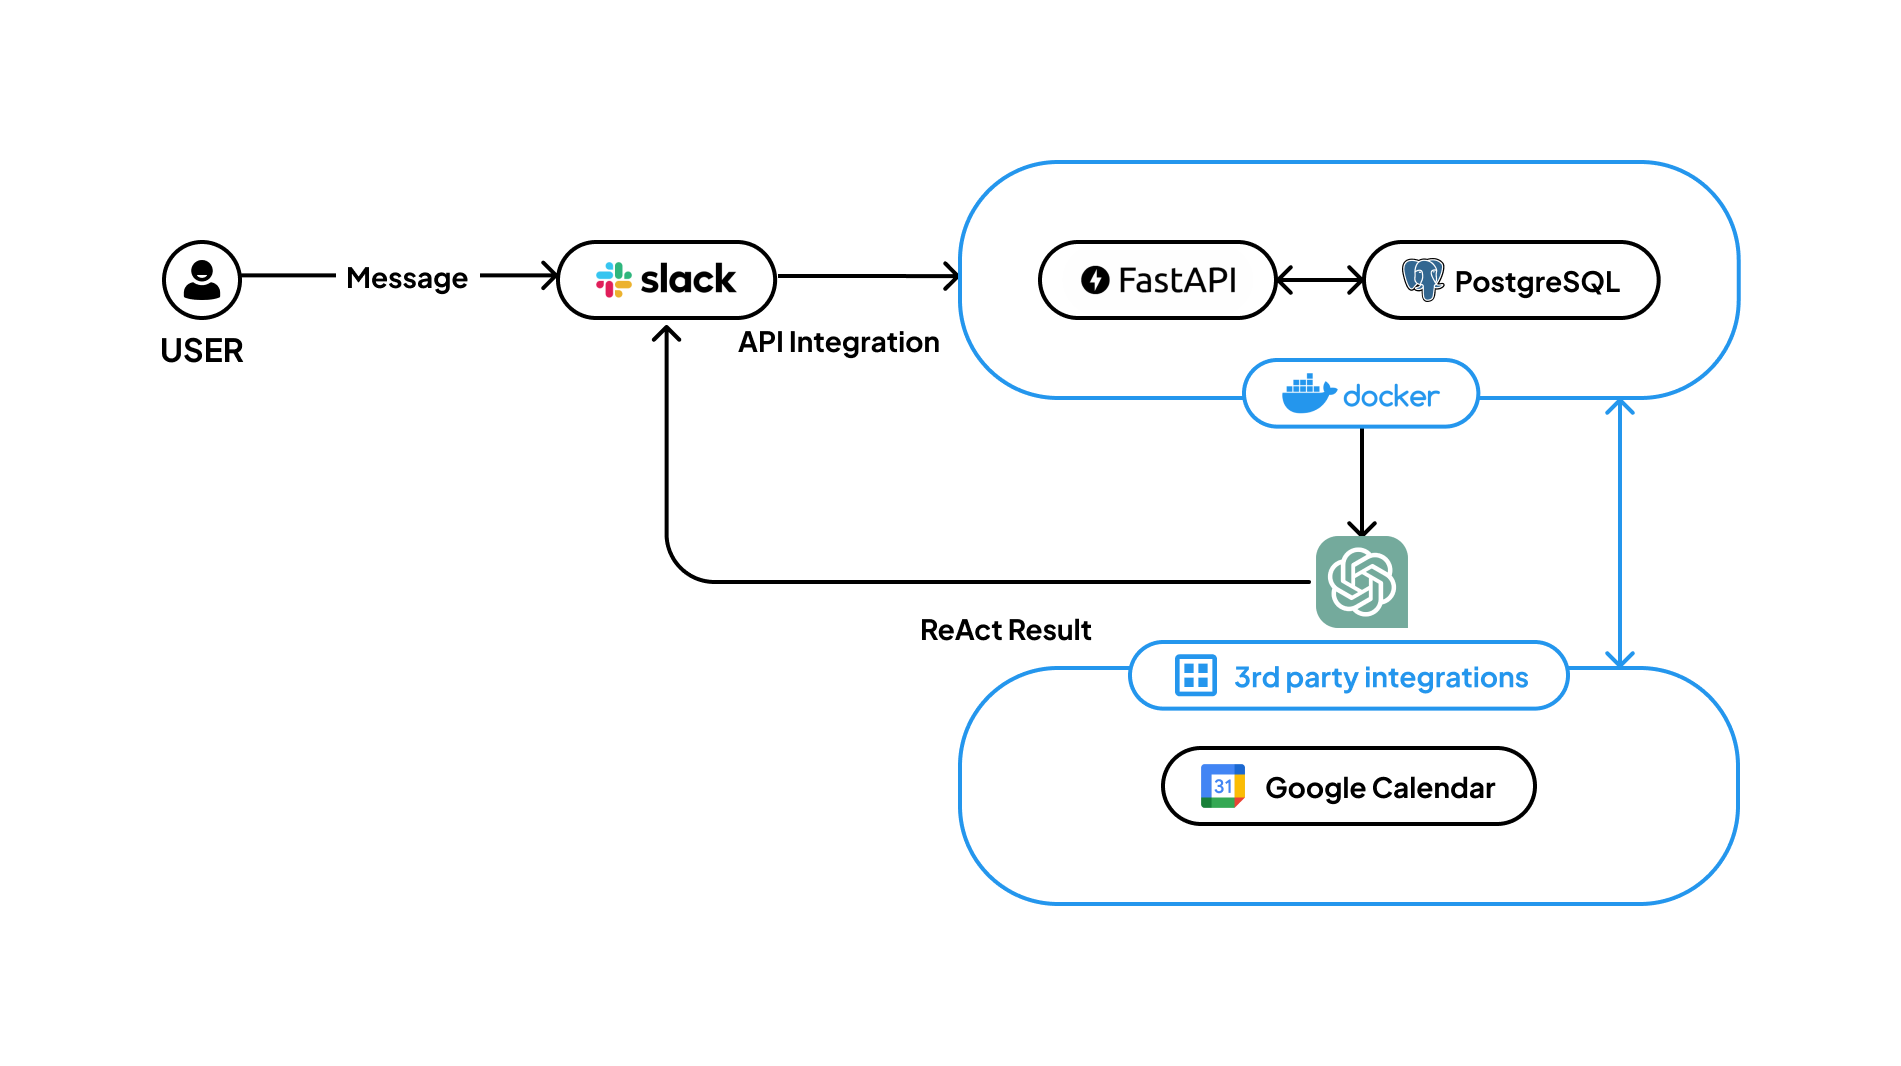 Message
USER
slack
API Integration
FastAPI
PostgreSQL
docker
ReAct Result
3rd party integrations
31
Google Calendar